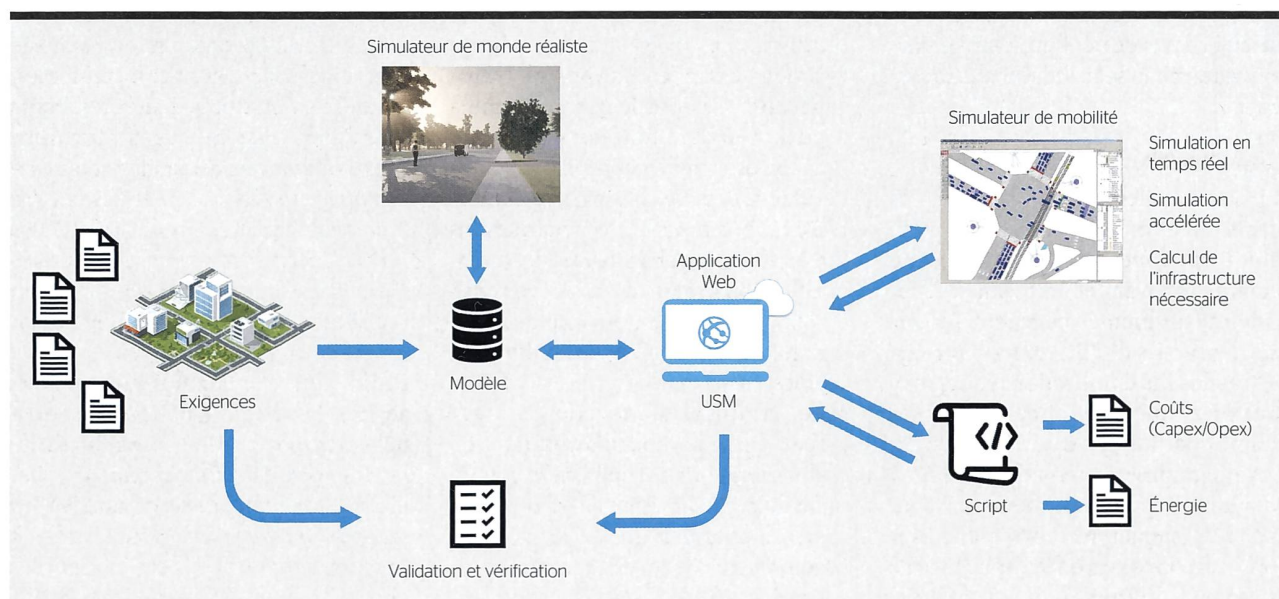 Simulateur de monde réaliste
Simulateur de mobilité
Simulation en
temps réel
Simulation
accélérée
Calcul de
l'infrastructure
nécessaire
Application
Web
Exigences
Modèle
USM
Script
Coûts
(Capex/Opex)
Énergie
Validation et vérification